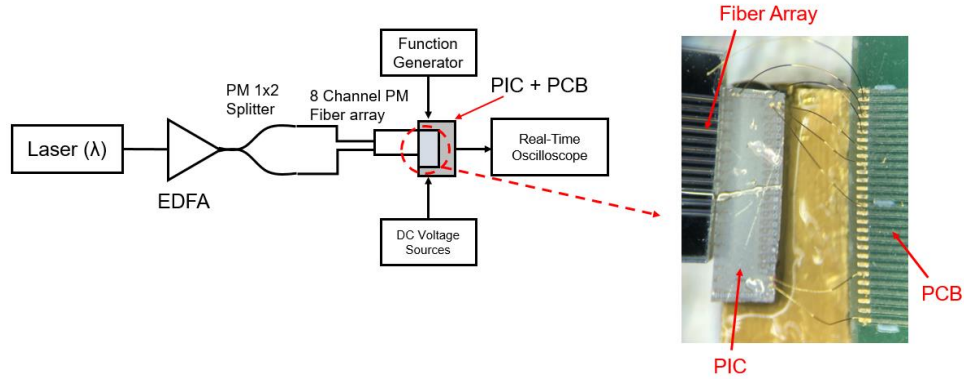 Fiber Array
Function
Generator
PM 1x2
Splitter
8 Channel PM
Fiber array
PIC + PCB
Laser (λ)
Real-Time
Oscilloscope
EDFA
DC Voltage
Sources
PCB
PIC